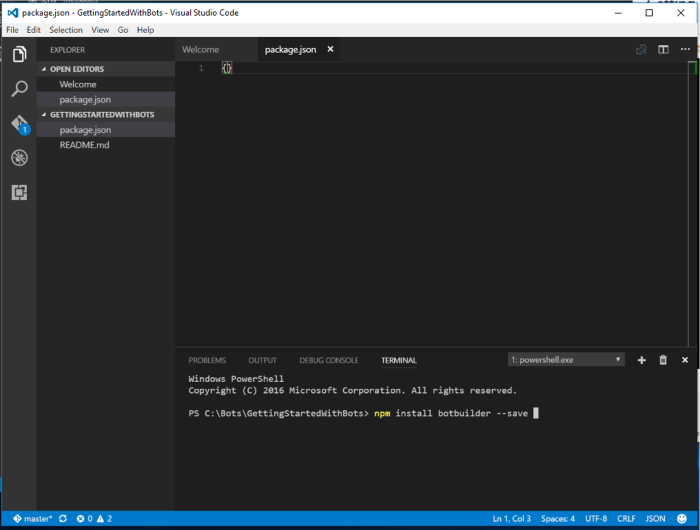 package.json - GettingStartedWithBots - Visual Studio Code
File Edit Selection View Go Help
EXPLORER
OPEN EDITORS
Welcome
package.json
GETTINGSTARTEDWITHBOTS
package.json
README.md
1
Welcome package.json
1 {}
PROBLEMS OUTPUT DEBUG CONSOLE TERMINAL 1: powershell.exe
Windows PowerShell
Copyright (C) 2016 Microsoft Corporation. All rights reserved.
PS C:\Bots\GettingStartedWithBots> npm install botbuilder --save
master* 0 2 Ln 1, Col 3 Spaces: 4 UTF-8 CRLF JSON